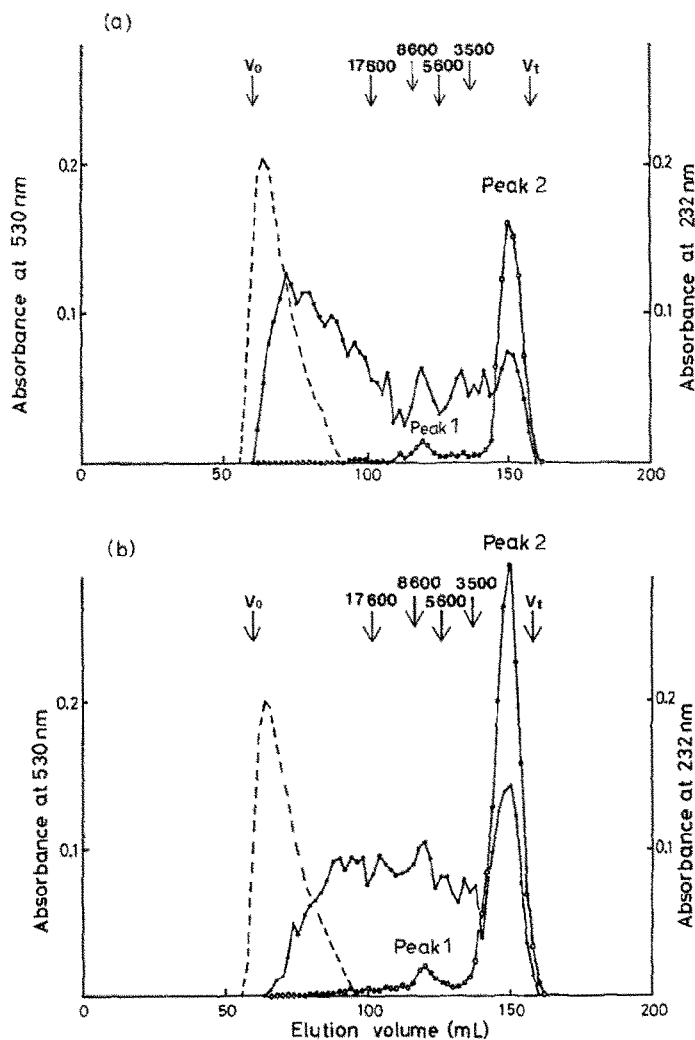 (a)
8600 3500
V₀ 17600 5600 Vt
0.2 0.2
Peak 2
0.1 0.1
Peak 1
Absorbance at 530 nm
Absorbance at 232 nm
0 50 100 150 200
(b)
Peak 2
8600 3500
V₀ 17600 5600 Vt
0.2 0.2
0.1 0.1
Peak 1
Absorbance at 530 nm
Absorbance at 232 nm
0 50 100 150 200
Elution volume (mL)